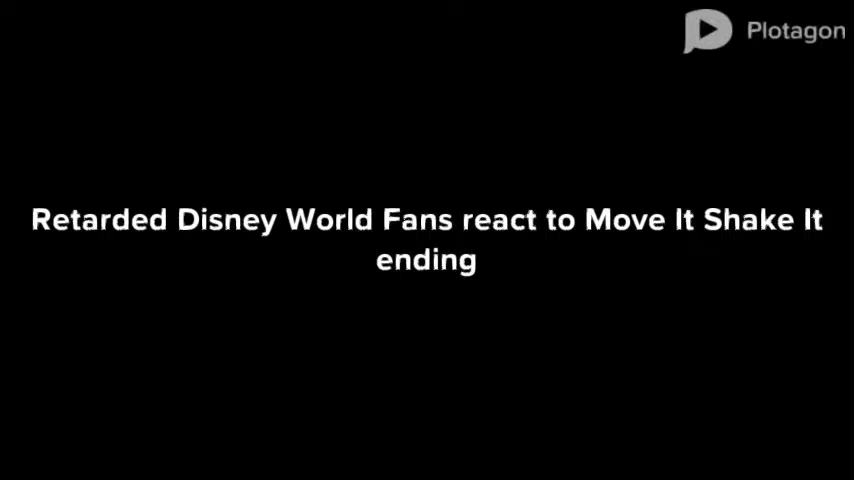 Plotagon
Retarded Disney World Fans react to Move It Shake It
ending